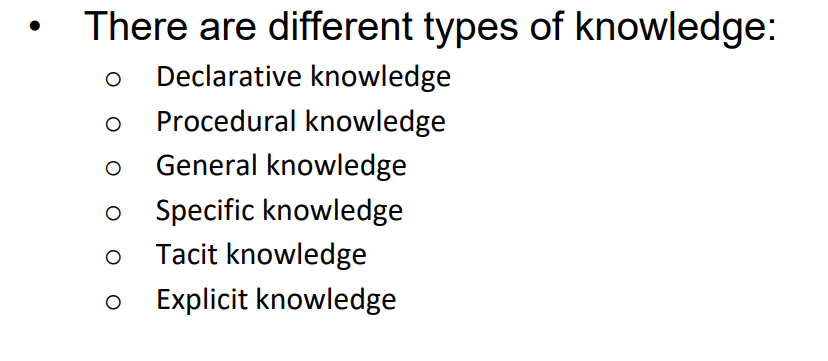 • There are different types of knowledge:
o Declarative knowledge
o Procedural knowledge
o General knowledge
o Specific knowledge
o Tacit knowledge
o Explicit knowledge